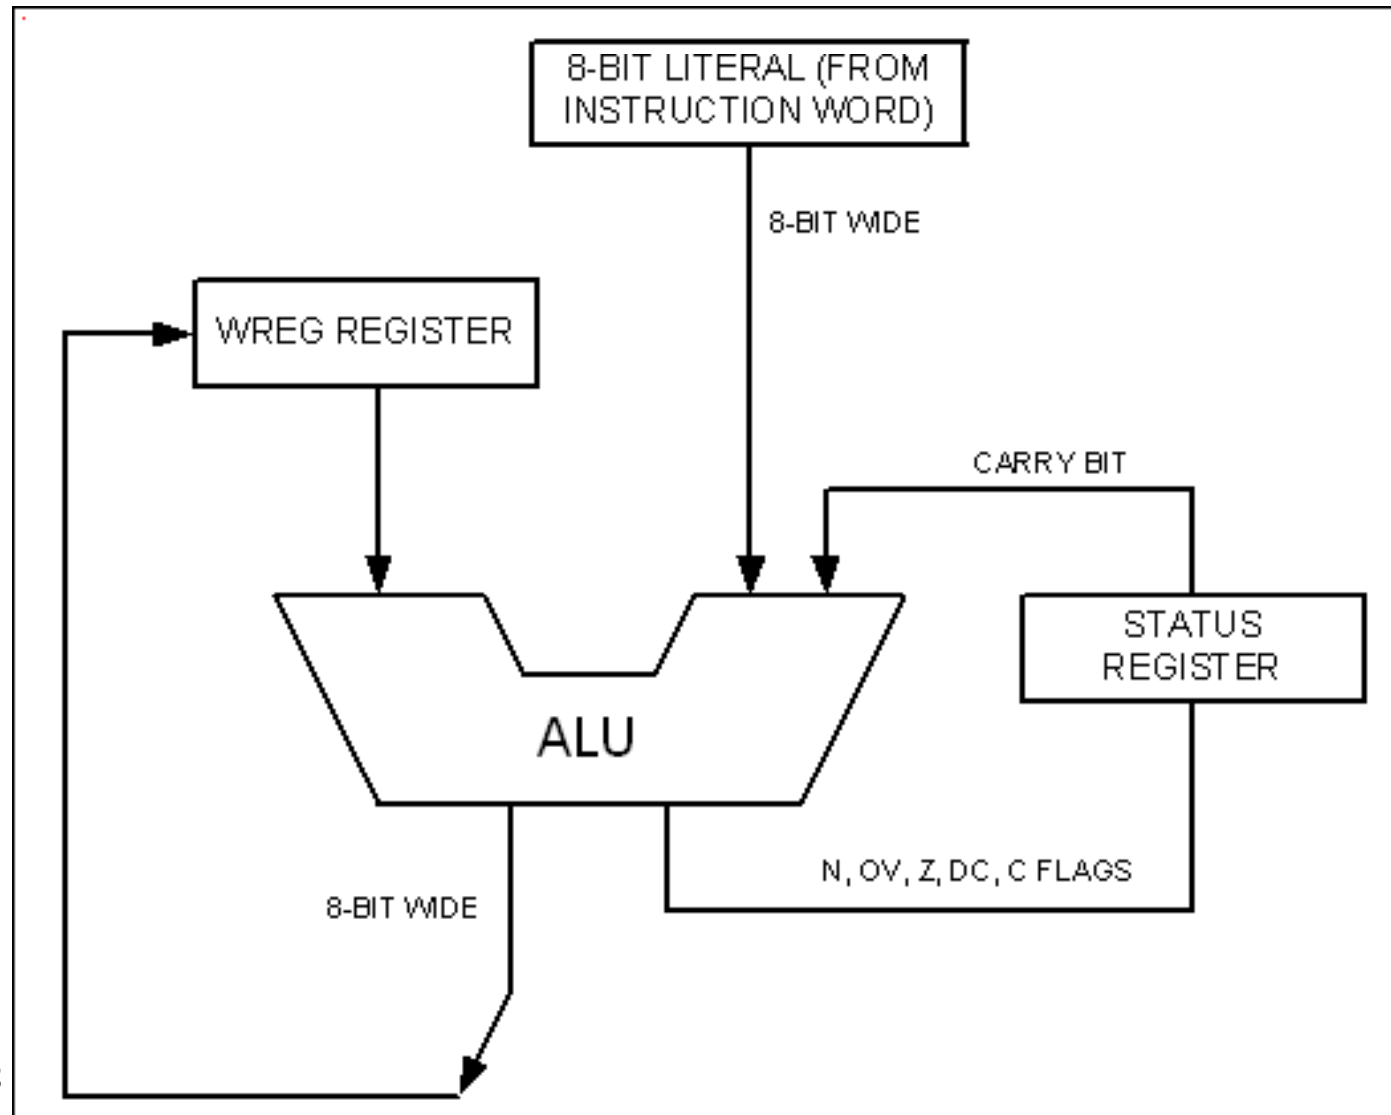 8-BIT LITERAL (FROM
INSTRUCTION WORD)
8-BIT WIDE
WREG REGISTER
CARRY BIT
STATUS
REGISTER
ALU
N, OV, Z, DC, C FLAGS
8-BIT WIDE